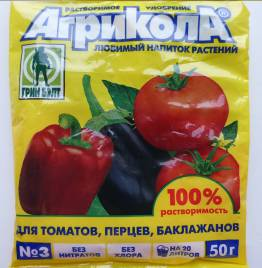 РАСТВОРИМОЕ УДОБРЕНИЕ
АГРИКОЛА®
ЛЮБИМЫЙ НАПИТОК РАСТЕНИЙ
ГРИН БЭЛТ
100%
растворимость
ДЛЯ ТОМАТОВ, ПЕРЦЕВ, БАКЛАЖАНОВ
№3
БЕЗ НИТРАТОВ
БЕЗ ХЛОРА
НА 20 ЛИТРОВ
50 г